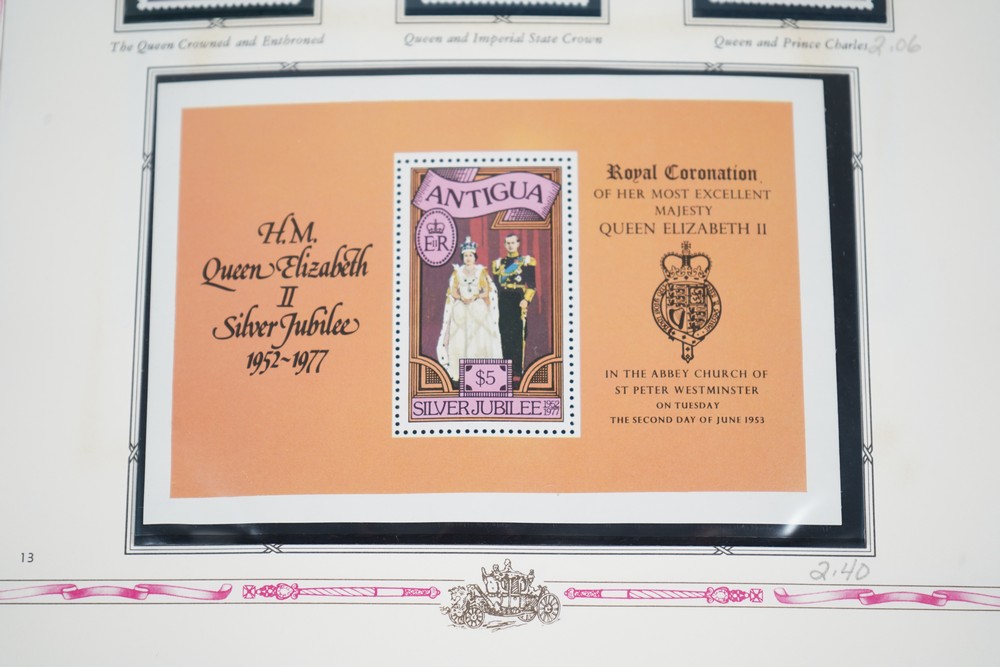 The Queen Crowned and Enthroned
Queen and Imperial State Crown
Queen and Prince Charles
2.06
H.M.
Queen Elizabeth
II
Silver Jubilee
1952~1977
ANTIGUA
EIIR
$5
SILVER JUBILEE 1952 1977
Royal Coronation
OF HER MOST EXCELLENT
MAJESTY
QUEEN ELIZABETH II
IN THE ABBEY CHURCH OF
ST PETER WESTMINSTER
ON TUESDAY
THE SECOND DAY OF JUNE 1953
13
2.40